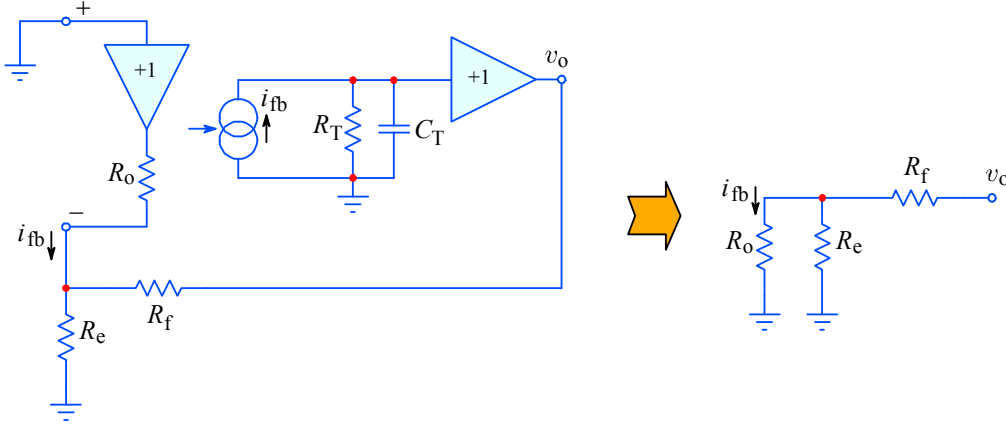 +
+1
R_o
−
i_fb
R_e
R_f
i_fb
R_T
C_T
+1
v_o
i_fb
R_o
R_e
R_f
v_o